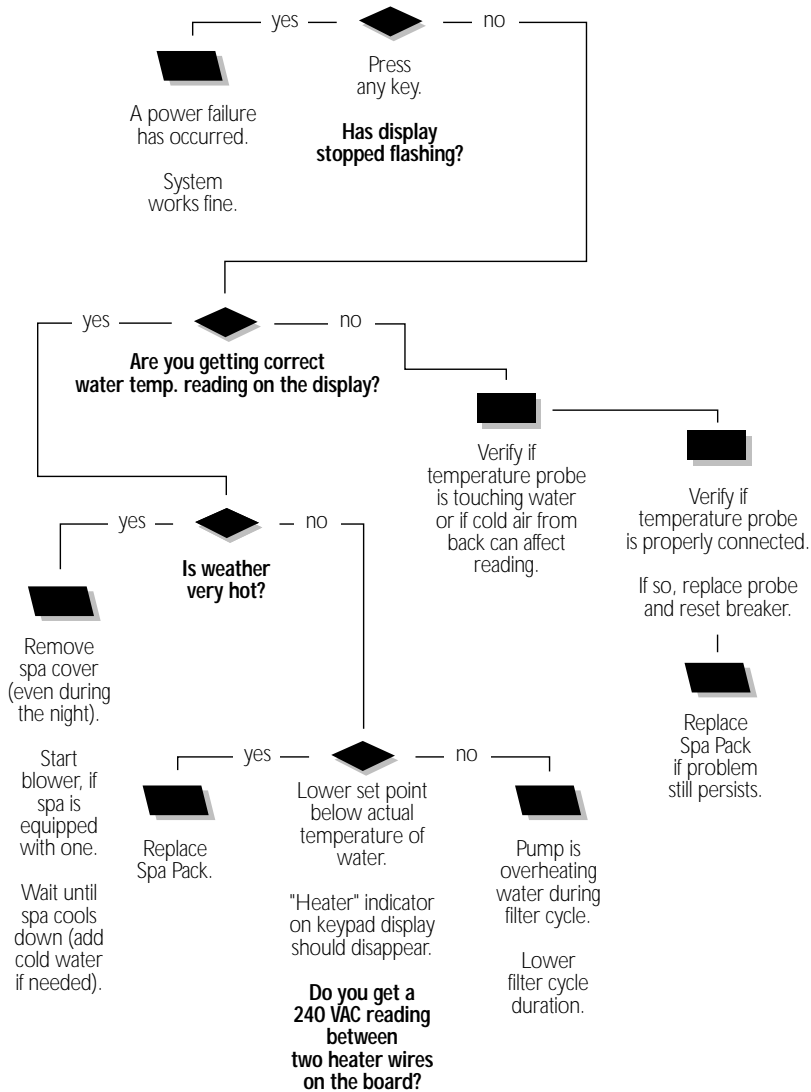 yes
no
Press
any key.
Has display
stopped flashing?
A power failure
has occurred.
System
works fine.
yes
no
Are you getting correct
water temp. reading on the display?
Verify if
temperature probe
is touching water
or if cold air from
back can affect
reading.
Verify if
temperature probe
is properly connected.
If so, replace probe
and reset breaker.
Replace
Spa Pack
if problem
still persists.
yes
no
Is weather
very hot?
Remove
spa cover
(even during
the night).
Start
blower, if
spa is
equipped
with one.
Wait until
spa cools
down (add
cold water
if needed).
yes
no
Replace
Spa Pack.
Lower set point
below actual
temperature of
water.
"Heater" indicator
on keypad display
should disappear.
Do you get a
240 VAC reading
between
two heater wires
on the board?
Pump is
overheating
water during
filter cycle.
Lower
filter cycle
duration.